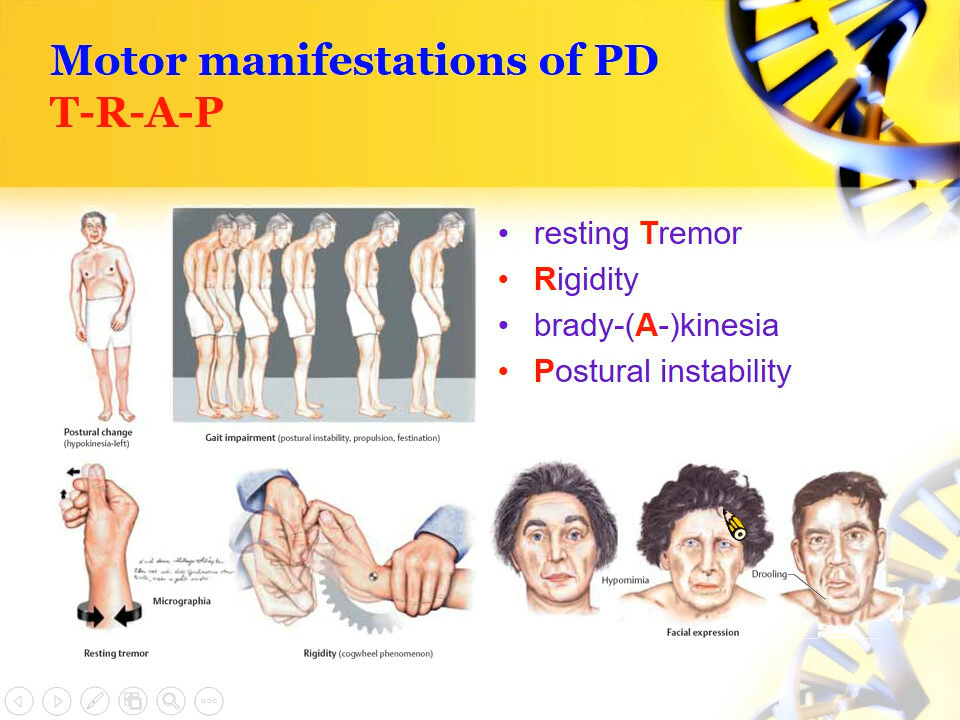 Motor manifestations of PD
T-R-A-P
• resting Tremor
• Rigidity
• brady-(A-)kinesia
• Postural instability
Postural change
(hypokinesia-left)
Gait impairment (postural instability, propulsion, festination)
Micrographia
Resting tremor
Rigidity (cogwheel phenomenon)
Hypomimia
Drooling
Facial expression